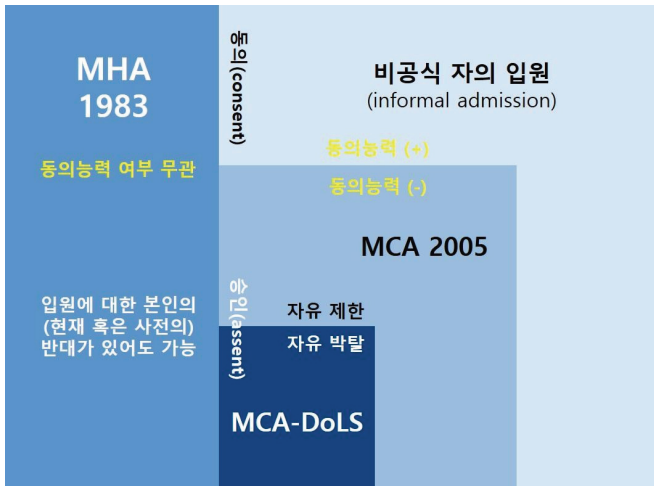 MHA
1983
동의능력 여부 무관
입원에 대한 본인의
(현재 혹은 사전의)
반대가 있어도 가능
동의(consent)
비공식 자의 입원
(informal admission)
동의능력 (+)
동의능력 (-)
MCA 2005
승인(assent)
자유 제한
자유 박탈
MCA-DoLS